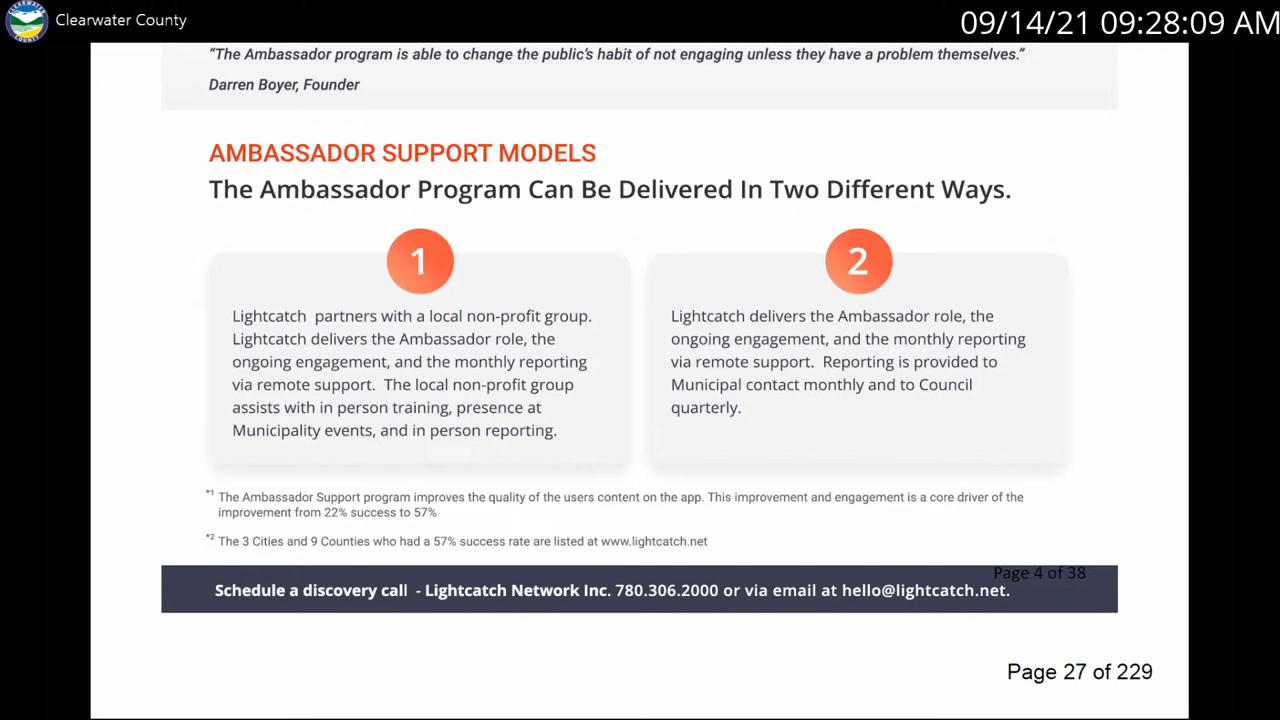 Clearwater County
09/14/21 09:28:09 AM
“The Ambassador program is able to change the public’s habit of not engaging unless they have a problem themselves.”
Darren Boyer, Founder
AMBASSADOR SUPPORT MODELS
The Ambassador Program Can Be Delivered In Two Different Ways.
1
Lightcatch partners with a local non-profit group.
Lightcatch delivers the Ambassador role, the
ongoing engagement, and the monthly reporting
via remote support. The local non-profit group
assists with in person training, presence at
Municipality events, and in person reporting.
2
Lightcatch delivers the Ambassador role, the
ongoing engagement, and the monthly reporting
via remote support. Reporting is provided to
Municipal contact monthly and to Council
quarterly.
*1 The Ambassador Support program improves the quality of the users content on the app. This improvement and engagement is a core driver of the
improvement from 22% success to 57%
*2 The 3 Cities and 9 Counties who had a 57% success rate are listed at www.lightcatch.net
Page 4 of 38
Schedule a discovery call - Lightcatch Network Inc. 780.306.2000 or via email at hello@lightcatch.net.
Page 27 of 229